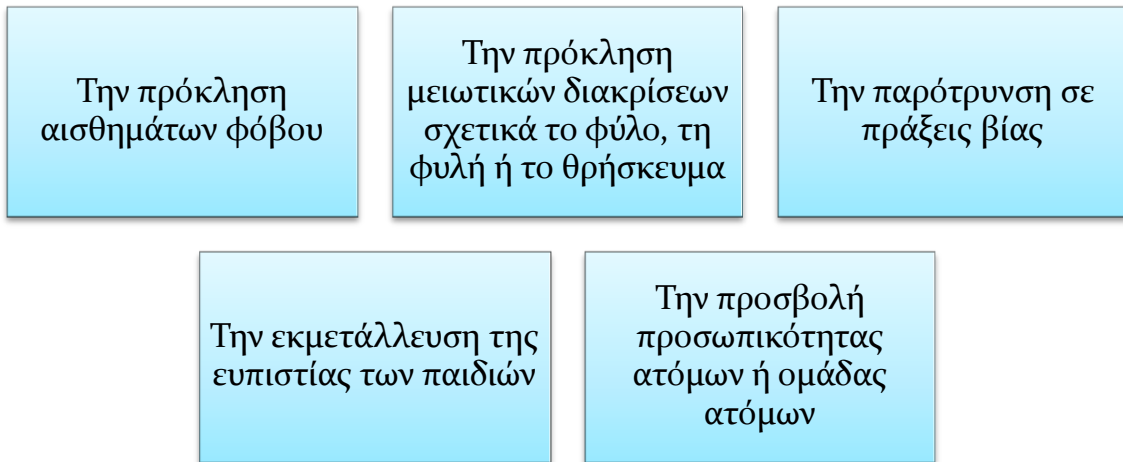 Την πρόκληση
αισθημάτων φόβου
Την πρόκληση
μειωτικών διακρίσεων
σχετικά το φύλο, τη
φυλή ή το θρήσκευμα
Την παρότρυνση σε
πράξεις βίας
Την εκμετάλλευση της
ευπιστίας των παιδιών
Την προσβολή
προσωπικότητας
ατόμων ή ομάδας
ατόμων